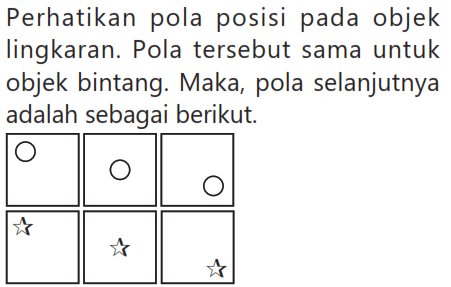 Perhatikan pola posisi pada objek
lingkaran. Pola tersebut sama untuk
objek bintang. Maka, pola selanjutnya
adalah sebagai berikut.